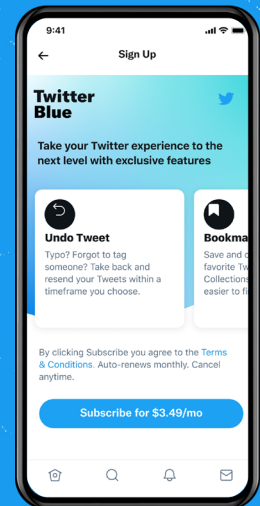 9:41
Sign Up
Twitter
Blue
Take your Twitter experience to the
next level with exclusive features
Undo Tweet
Typo? Forgot to tag
someone? Take back and
resend your Tweets within a
timeframe you choose.
Bookma
Save and o
favorite Tw
Collections
easier to fi
By clicking Subscribe you agree to the Terms
& Conditions. Auto-renews monthly. Cancel
anytime.
Subscribe for $3.49/mo